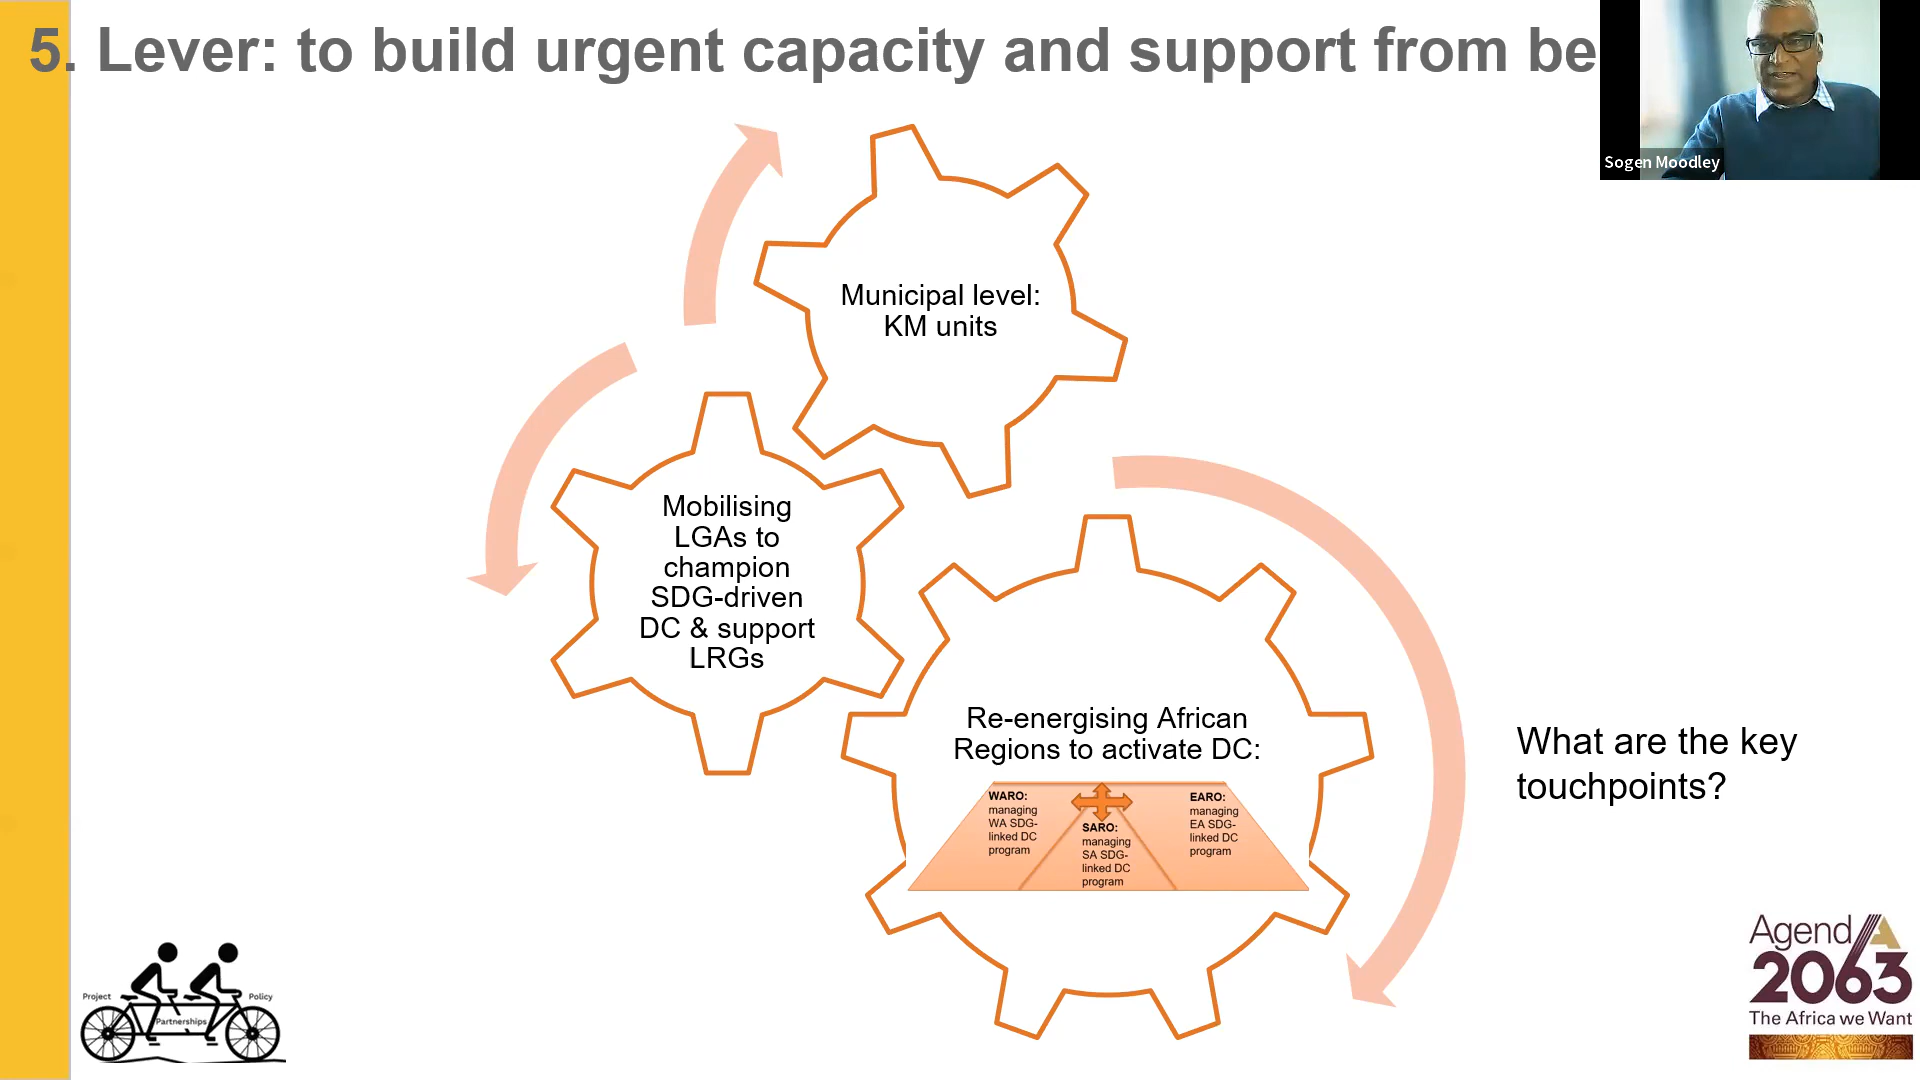 5. Lever: to build urgent capacity and support from be
Sogen Moodley
Municipal level:
KM units
Mobilising
LGAs to
champion
SDG-driven
DC & support
LRGs
Re-energising African
Regions to activate DC:
WARO:
managing
WA SDG-
linked DC
program
SARO:
managing
SA SDG-
linked DC
program
EARO:
managing
EA SDG-
linked DC
program
What are the key
touchpoints?
Project
Policy
Partnerships
AgendA
2063
The Africa we Want